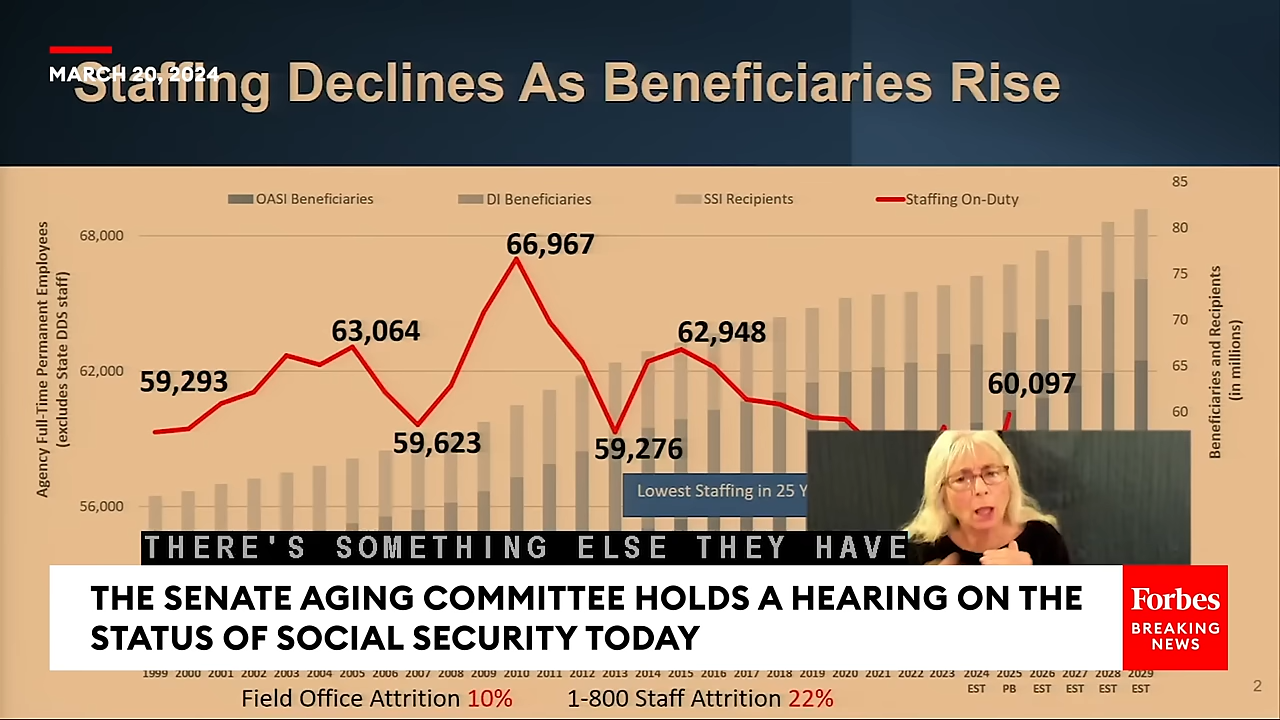 MARCH 20, 2024
Staffing Declines As Beneficiaries Rise
OASI Beneficiaries DI Beneficiaries SSI Recipients Staffing On-Duty
Agency Full-Time Permanent Employees
(excludes State DDS staff)
68,000
62,000
56,000
59,293
63,064
59,623
66,967
59,276
62,948
60,097
85
80
75
70
65
60
Beneficiaries and Recipients
(in millions)
Lowest Staffing in 25 Y
THERE'S SOMETHING ELSE THEY HAVE
THE SENATE AGING COMMITTEE HOLDS A HEARING ON THE
STATUS OF SOCIAL SECURITY TODAY
Forbes
BREAKING
NEWS
1999 2000 2001 2002 2003 2004 2005 2006 2007 2008 2009 2010 2011 2012 2013 2014 2015 2016 2017 2018 2019 2020 2021 2022 2023 2024 2025 2026 2027 2028 2029
EST PB EST EST EST EST
Field Office Attrition 10% 1-800 Staff Attrition 22%
2